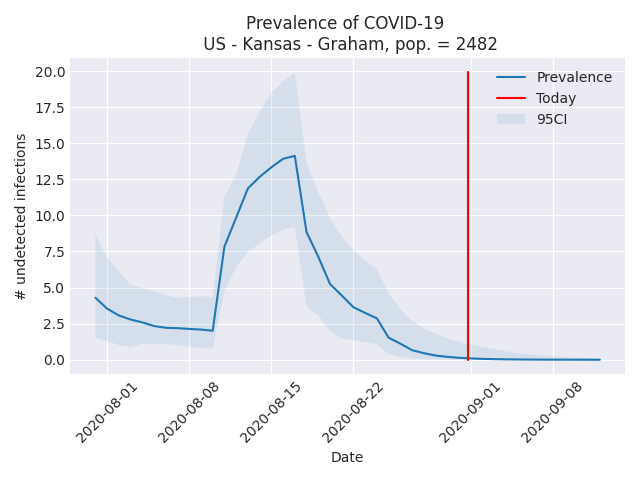 Prevalence of COVID-19
US - Kansas - Graham, pop. = 2482
Prevalence
Today
95CI
# undetected infections
20.0
17.5
15.0
12.5
10.0
7.5
5.0
2.5
0.0
2020-08-01
2020-08-08
2020-08-15
2020-08-22
2020-09-01
2020-09-08
Date